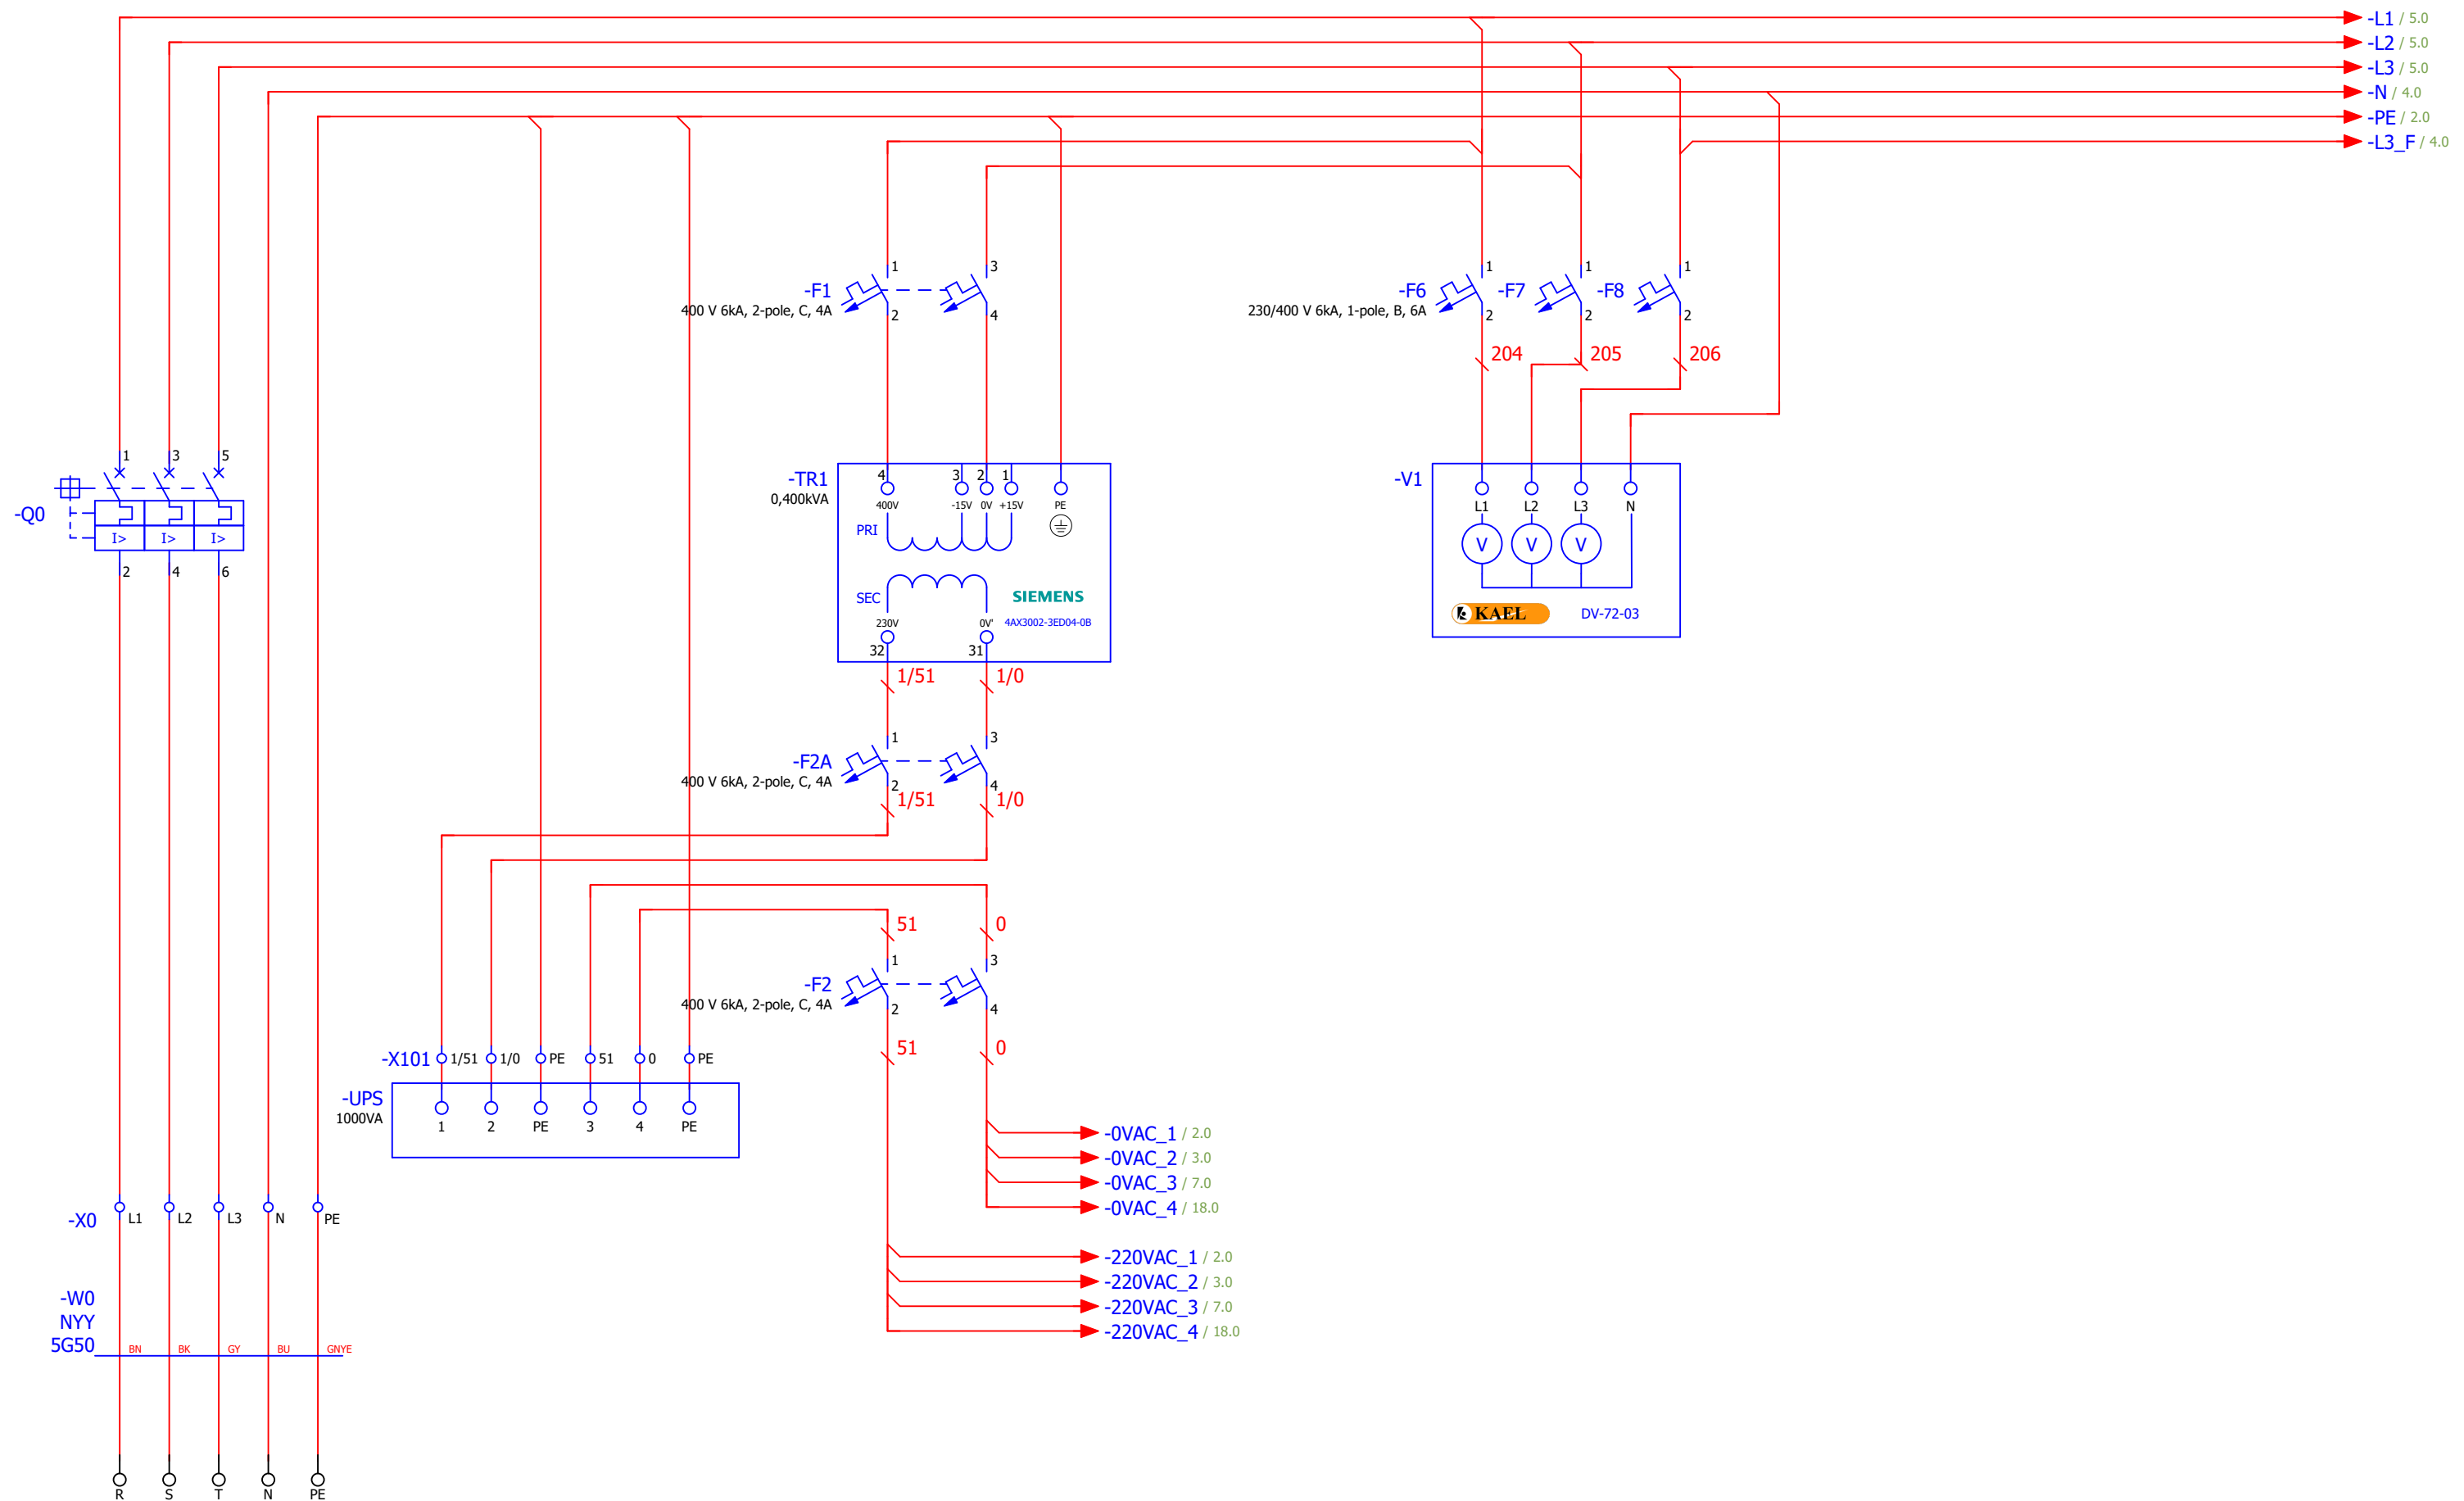 -L1 / 5.0
-L2 / 5.0
-L3 / 5.0
-N / 4.0
-PE / 2.0
-L3_F / 4.0
1 3 1 1 1
-F1 -F6 -F7 -F8
400 V 6kA, 2-pole, C, 4A 230/400 V 6kA, 1-pole, B, 6A
2 4 2 2 2
204 205 206
1 3 5
-Q0
I> I> I>
2 4 6
-TR1
0,400kVA
4 3 2 1
400V -15V 0V +15V PE
PRI
SEC SIEMENS
230V 0V' 4AX3002-3ED04-0B
32 31
-V1
L1 L2 L3 N
V V V
KAEL DV-72-03
1/51 1/0
1 3
-F2A
400 V 6kA, 2-pole, C, 4A
2 4
1/51 1/0
51 0
1 3
-F2
400 V 6kA, 2-pole, C, 4A
2 4
51 0
-X101 1/51 1/0 PE 51 0 PE
-UPS
1000VA
1 2 PE 3 4 PE
-0VAC_1 / 2.0
-0VAC_2 / 3.0
-0VAC_3 / 7.0
-0VAC_4 / 18.0
-220VAC_1 / 2.0
-220VAC_2 / 3.0
-220VAC_3 / 7.0
-220VAC_4 / 18.0
-X0 L1 L2 L3 N PE
-W0
NYY
5G50
BN BK GY BU GNYE
R S T N PE